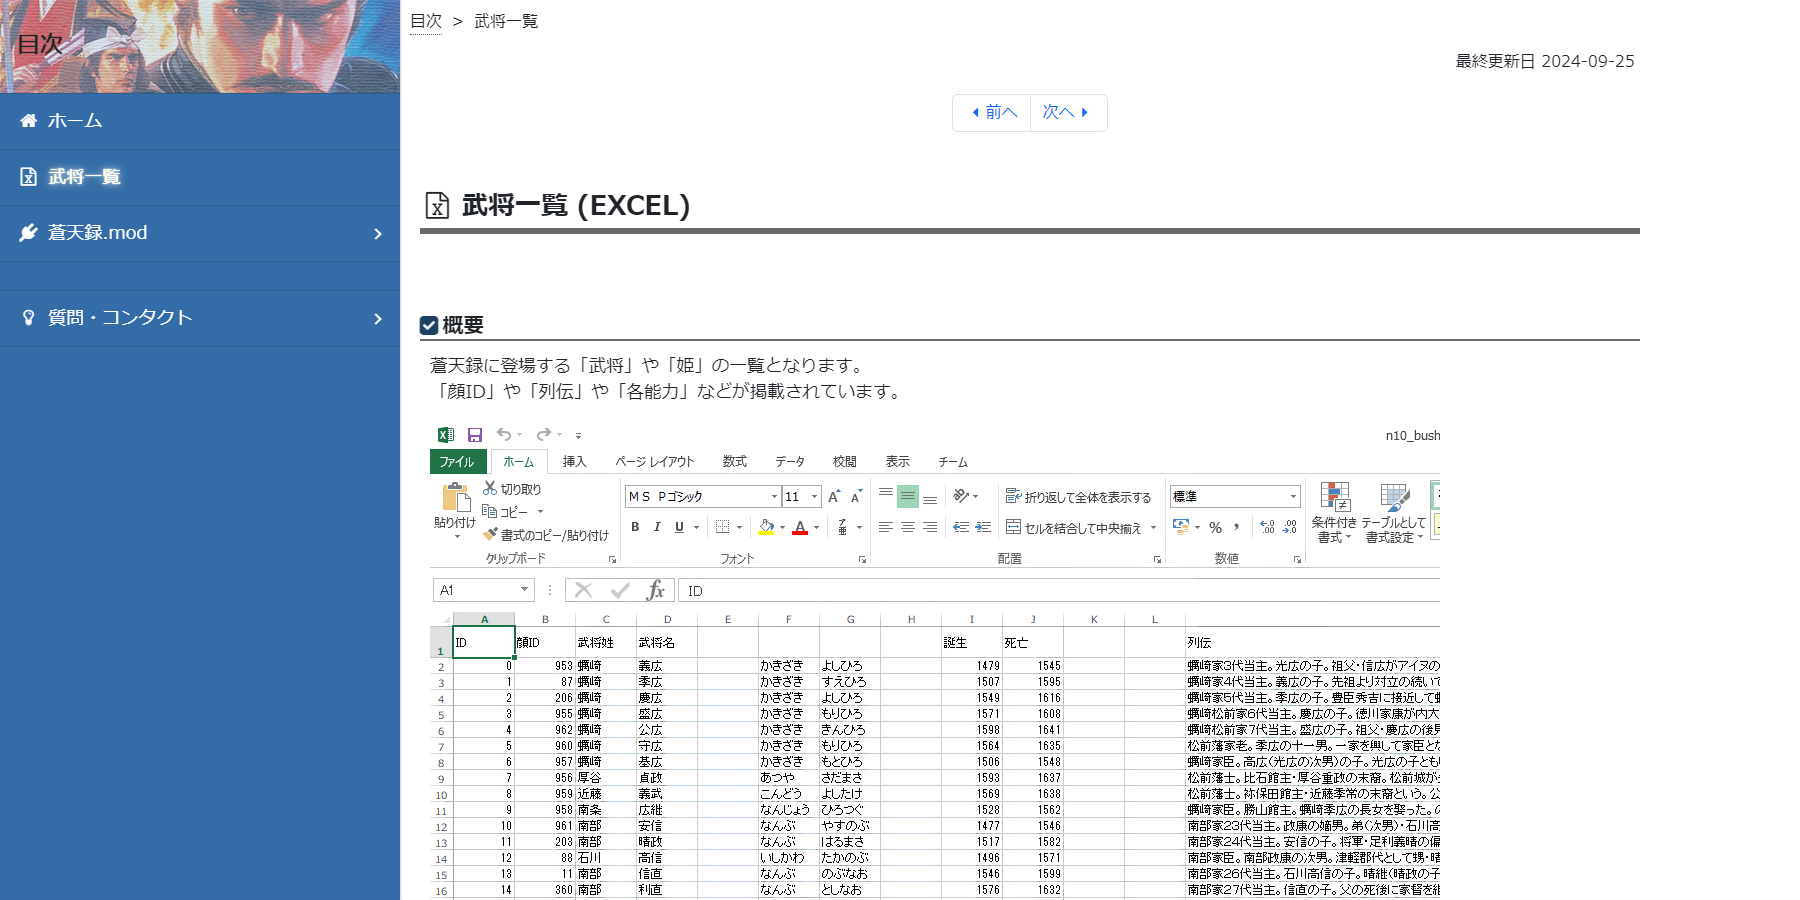 目次
ホーム
武将一覧
蒼天録.mod
質問・コンタクト
目次 > 武将一覧
最終更新日 2024-09-25
前へ 次へ
武将一覧 (EXCEL)
概要
蒼天録に登場する「武将」や「姫」の一覧となります。
「顔ID」や「列伝」や「各能力」などが掲載されています。
n10_bush
ファイル ホーム 挿入 ページ レイアウト 数式 データ 校閲 表示 チーム
貼り付け
切り取り
コピー
書式のコピー/貼り付け
クリップボード
ＭＳ Ｐゴシック 11
B I U
フォント
折り返して全体を表示する
セルを結合して中央揃え
配置
標準
% ,
数値
条件付き書式
テーブルとして書式設定
A1 fx ID
A B C D E F G H I J K L
1 ID 顔ID 武将姓 武将名 誕生 死亡 列伝
2 0 953 蠣崎 義広 かきざき よしひろ 1479 1545 蠣崎家3代当主。光広の子。祖父・信広がアイヌの
3 1 87 蠣崎 季広 かきざき すえひろ 1507 1595 蠣崎家4代当主。義広の子。先祖より対立の続いて
4 2 206 蠣崎 慶広 かきざき よしひろ 1549 1616 蠣崎家5代当主。季広の子。豊臣秀吉に接近して
5 3 955 蠣崎 盛広 かきざき もりひろ 1571 1608 蠣崎松前家6代当主。慶広の子。徳川家康が内大
6 4 962 蠣崎 公広 かきざき きんひろ 1598 1641 蠣崎松前家7代当主。盛広の子。祖父・慶広の後
7 5 960 蠣崎 守広 かきざき もりひろ 1564 1635 松前藩家老。季広の十一男。一家を興して家臣と
8 6 957 蠣崎 基広 かきざき もとひろ 1506 1548 蠣崎家臣。高広(光広の次男)の子。光広の子とも
9 7 956 厚谷 貞政 あつや さだまさ 1593 1637 松前藩士。比石館主・厚谷重政の末裔。松前城が
10 8 959 近藤 義武 こんどう よしたけ 1569 1638 松前藩士。祢保田館主・近藤季常の末裔という。公
11 9 958 南条 広継 なんじょう ひろつぐ 1528 1562 蠣崎家臣。勝山館主。蠣崎季広の長女を娶った。の
12 10 961 南部 安信 なんぶ やすのぶ 1477 1546 南部家23代当主。政康の嫡男。弟(次男)・石川高
13 11 203 南部 晴政 なんぶ はるまさ 1517 1582 南部家24代当主。安信の子。将軍・足利義晴の偏
14 12 88 石川 高信 いしかわ たかのぶ 1496 1571 南部家臣。南部政康の次男。津軽郡代として甥・晴
15 13 11 南部 信直 なんぶ のぶなお 1546 1599 南部家26代当主。石川高信の子。晴継(晴政の子
16 14 360 南部 利直 なんぶ としなお 1576 1632 南部家27代当主。信直の子。父の死後に家督を継